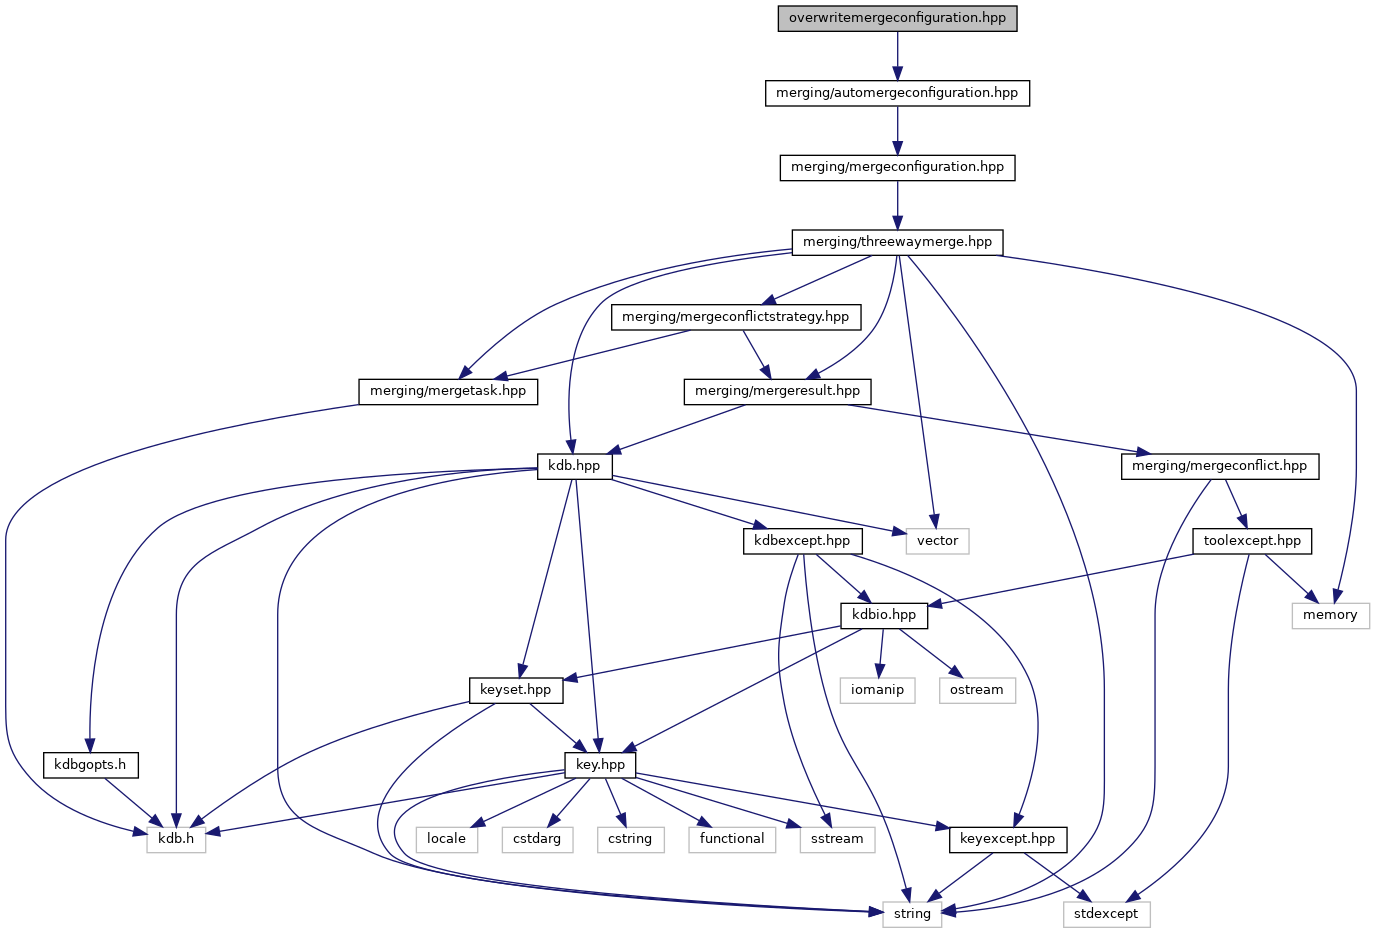 overwritemergeconfiguration.hpp
merging/automergeconfiguration.hpp
merging/mergeconfiguration.hpp
merging/threewaymerge.hpp
merging/mergeconflictstrategy.hpp
merging/mergetask.hpp
merging/mergeresult.hpp
kdb.hpp
merging/mergeconflict.hpp
kdbexcept.hpp
vector
toolexcept.hpp
kdbio.hpp
memory
keyset.hpp
iomanip
ostream
kdbgopts.h
key.hpp
kdb.h
locale
cstdarg
cstring
functional
sstream
keyexcept.hpp
string
stdexcept